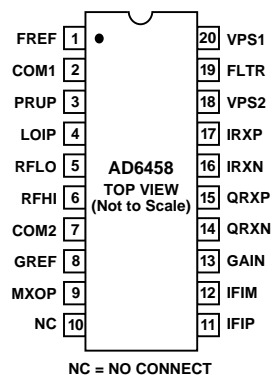 FREF 1 20 VPS1
COM1 2 19 FLTR
PRUP 3 18 VPS2
LOIP 4 17 IRXP
RFLO 5 AD6458 16 IRXN
RFHI 6 TOP VIEW 15 QRXP
(Not to Scale)
COM2 7 14 QRXN
GREF 8 13 GAIN
MXOP 9 12 IFIM
NC 10 11 IFIP
NC = NO CONNECT